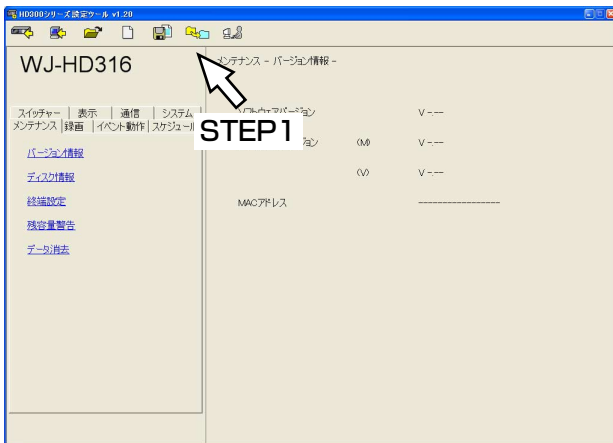 HD300シリーズ 設定ツール v1.20
WJ-HD316
メンテナンス - バージョン情報 -
スイッチャー 表示 通信 システム
メンテナンス 録画 イベント動作 スケジュール
バージョン情報
ディスク情報
終端設定
残容量警告
データ消去
ソフトウェアバージョン V -.--
STEP1
(M) V -.--
(V) V -.--
MACアドレス -----------------